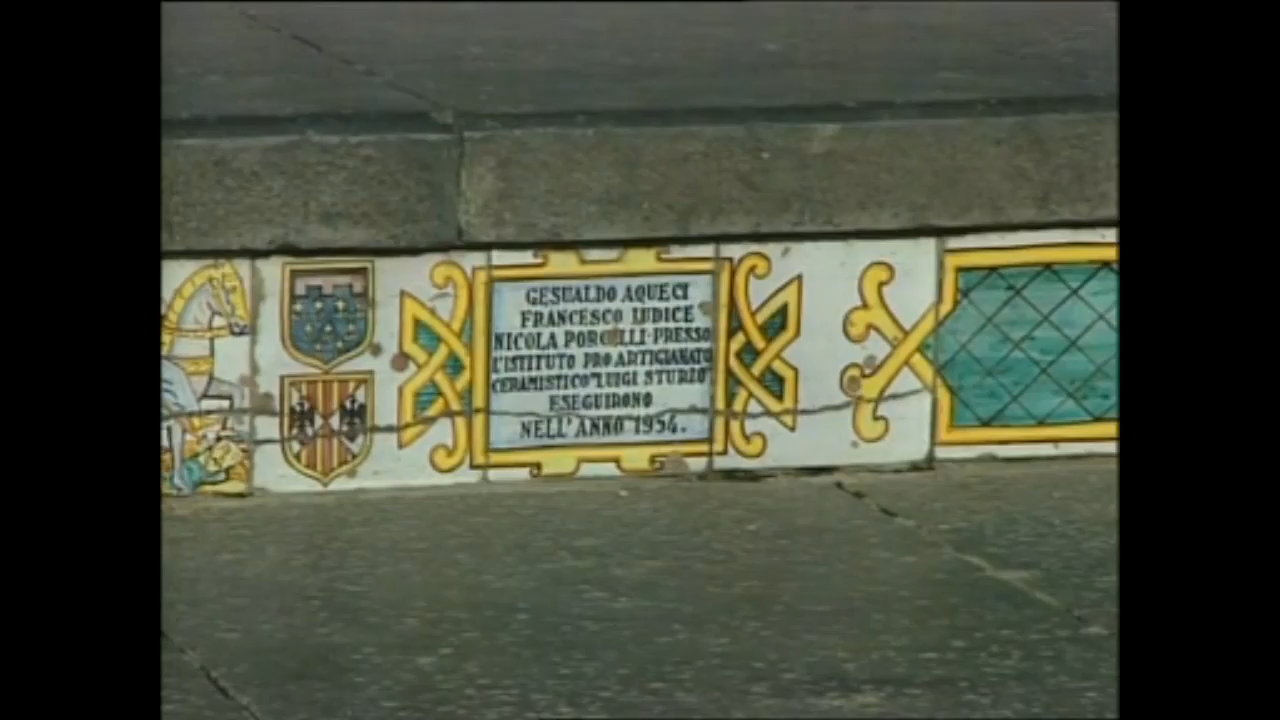 GESUALDO AQUECI
FRANCESCO IUDICE
NICOLA PORCELLI·PRESSO
L'ISTITUTO PRO ARTIGIANATO
CERAMISTICO "LUIGI STURZO"
ESEGUIRONO
NELL'ANNO 1954.